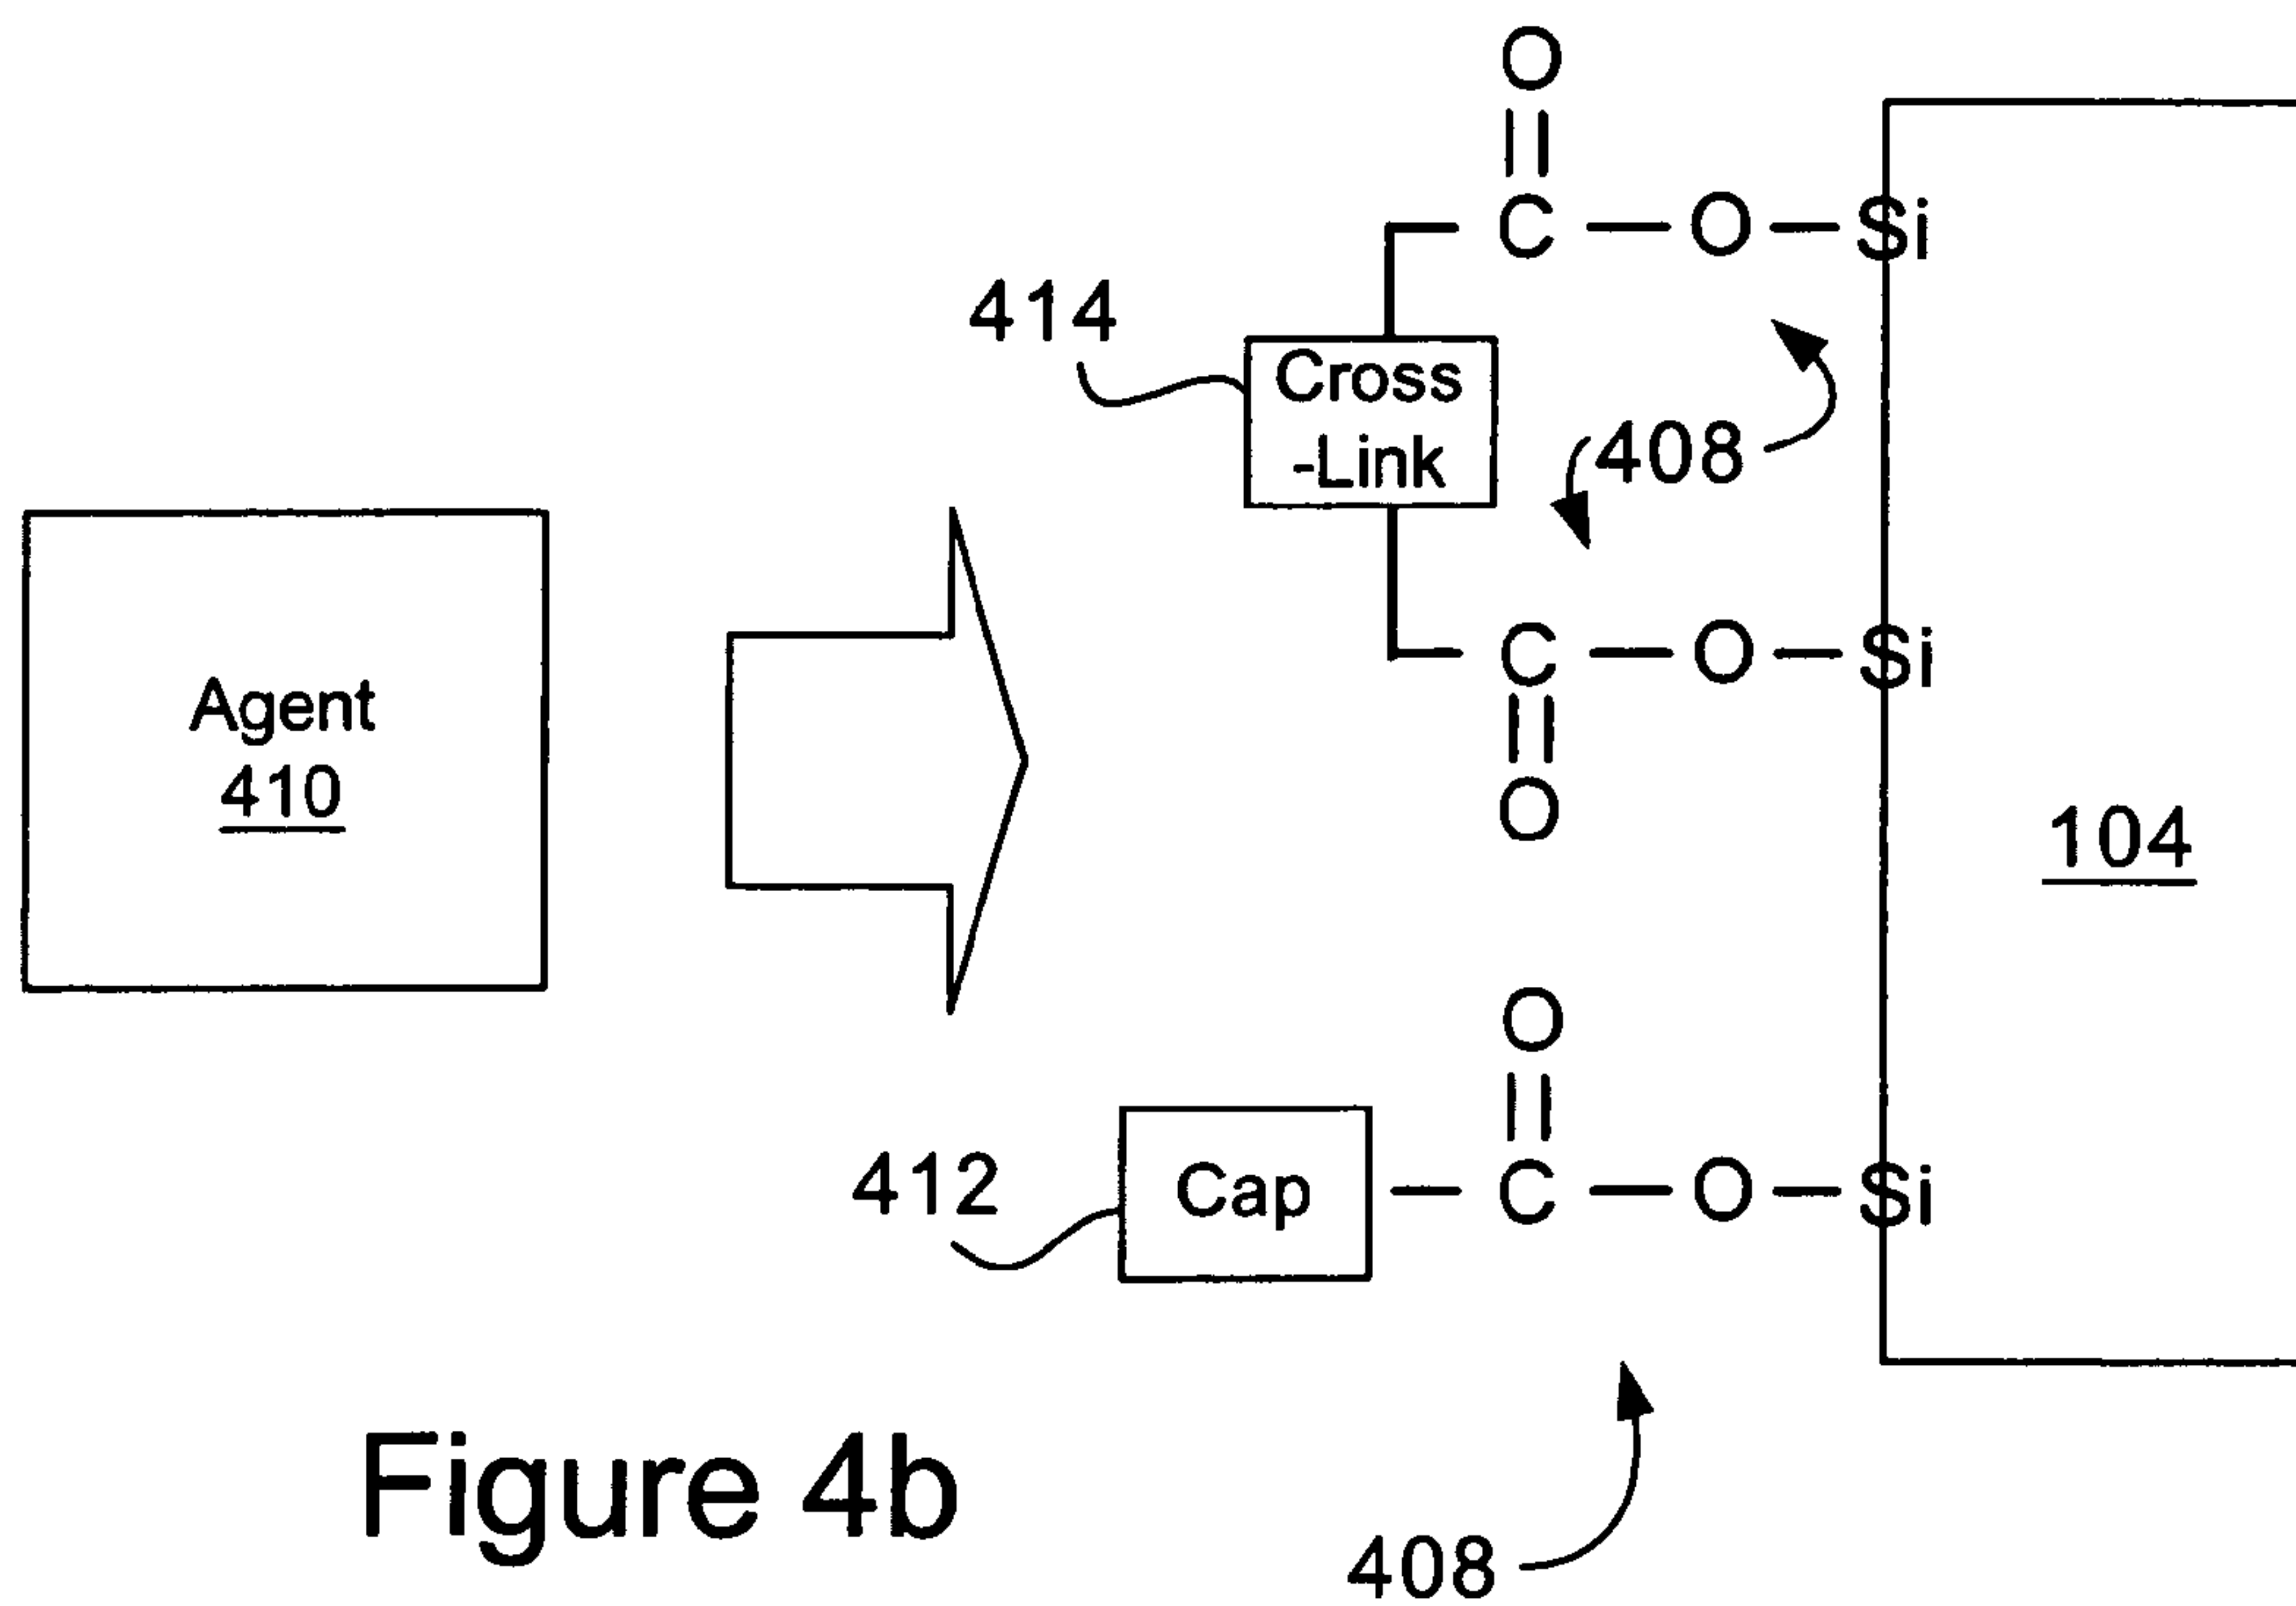 O
C — O — Si
414
Cross
-Link
408
Agent
410
C — O — Si
O
104
O
412
Cap — C — O — Si
Figure 4b
408